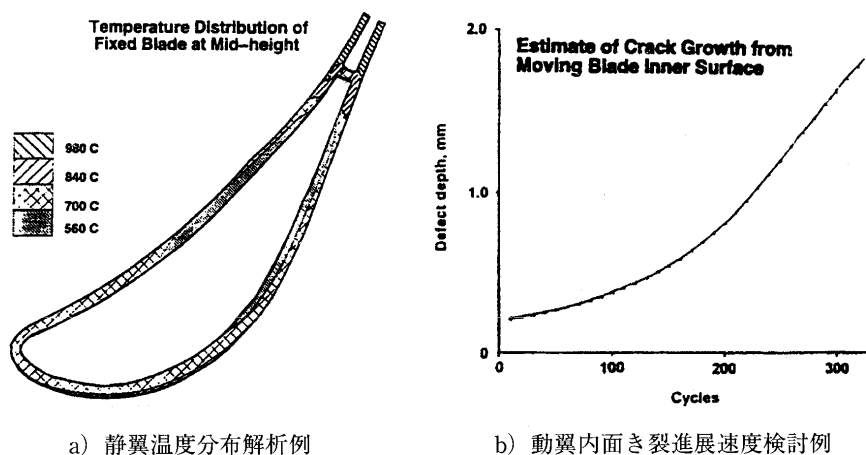 Temperature Distribution of
Fixed Blade at Mid-height
980 C
840 C
700 C
560 C
a) 静翼温度分布解析例
2.0
Estimate of Crack Growth from
Moving Blade Inner Surface
Defect depth, mm
1.0
0
0
100
200
300
Cycles
b) 動翼内面き裂進展速度検討例